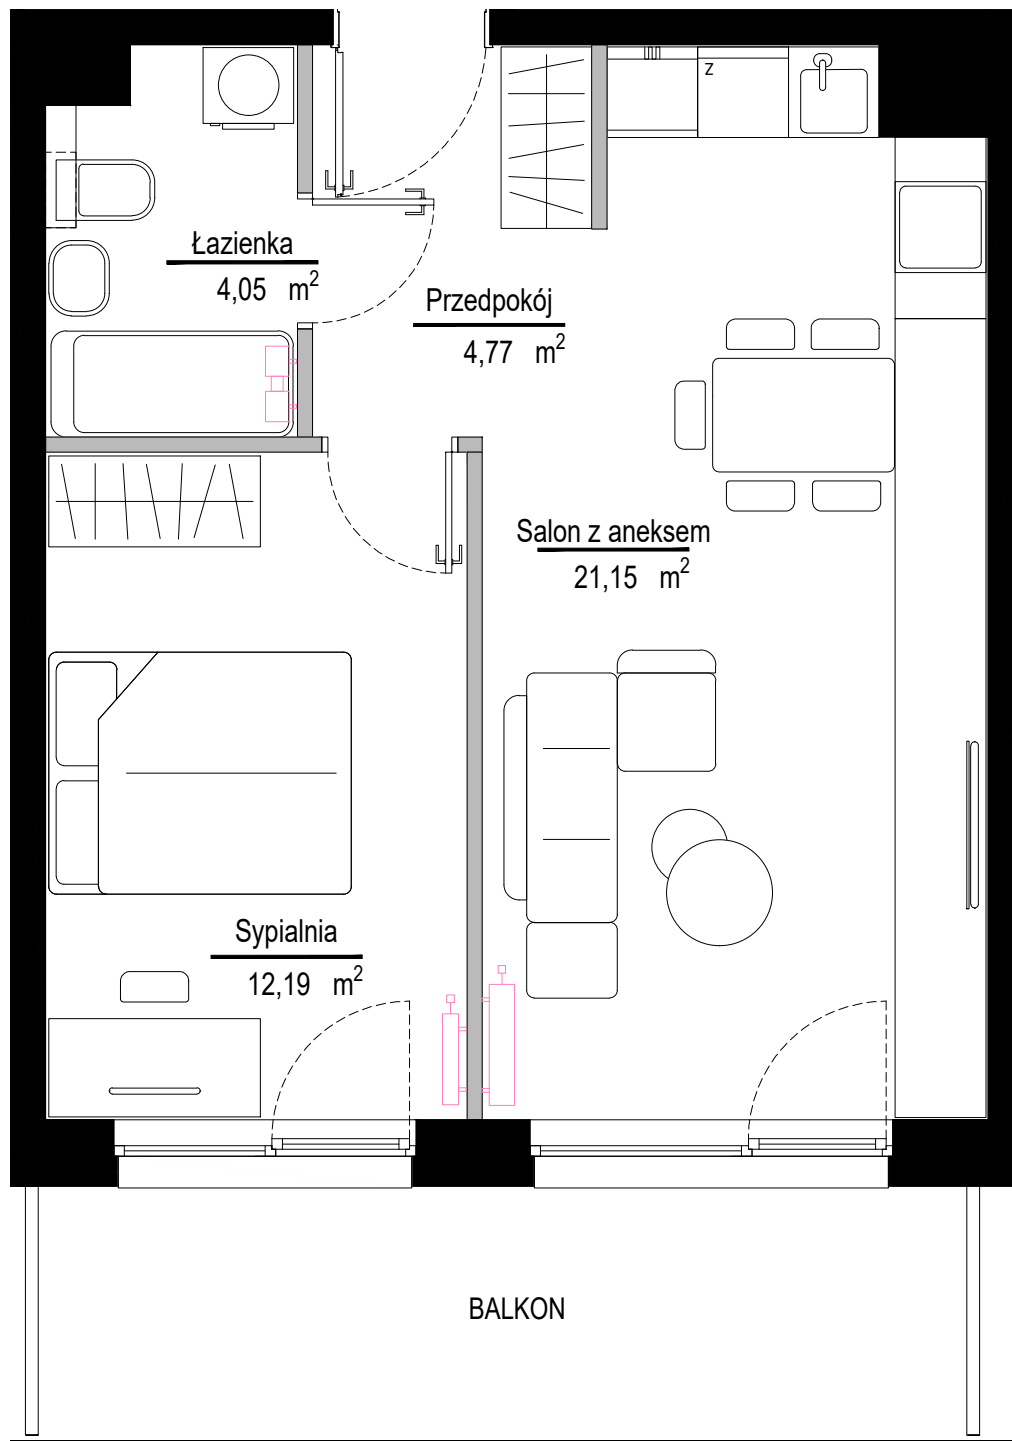 z
Łazienka
4,05 m²
Przedpokój
4,77 m²
Salon z aneksem
21,15 m²
Sypialnia
12,19 m²
BALKON